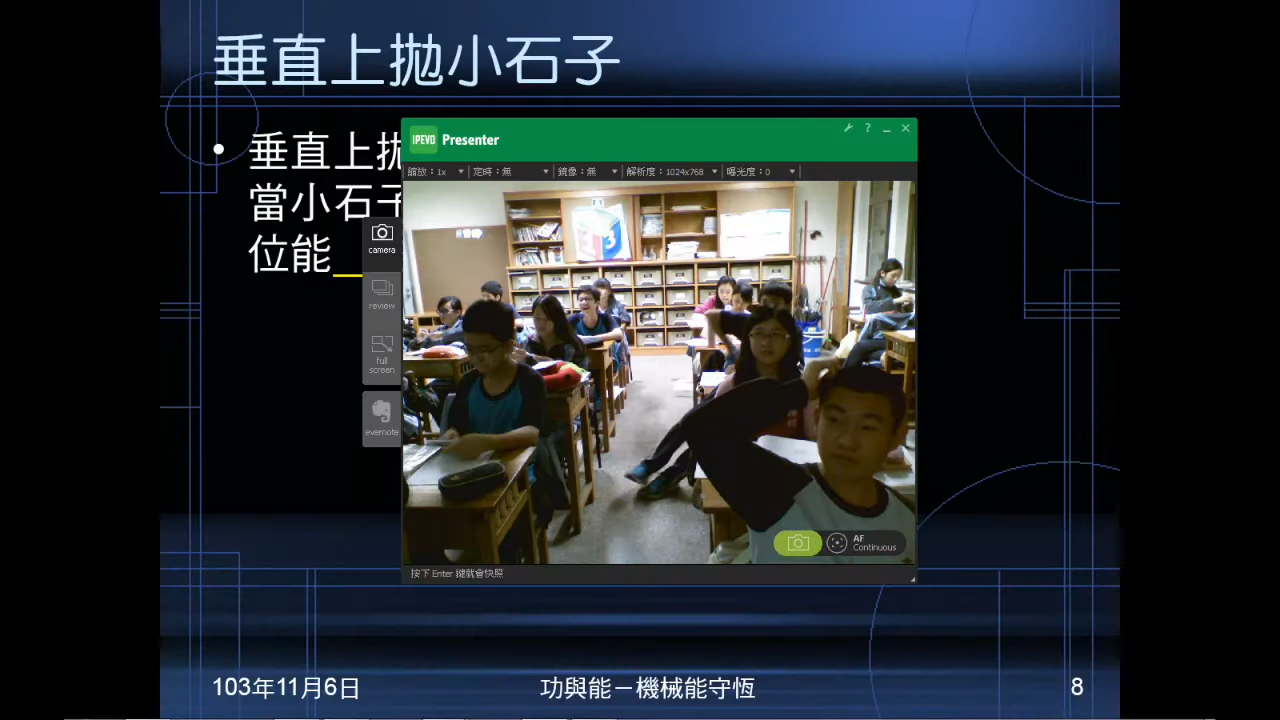 垂直上拋小石子
• 垂直上拋
當小石子
位能__
IPEVO Presenter
縮放：1x 定時：無 鏡像：無 解析度：1024x768 曝光度：0
camera
review
full
screen
evernote
AF
Continuous
按下 Enter 鍵就會快照
103年11月6日 功與能－機械能守恆 8